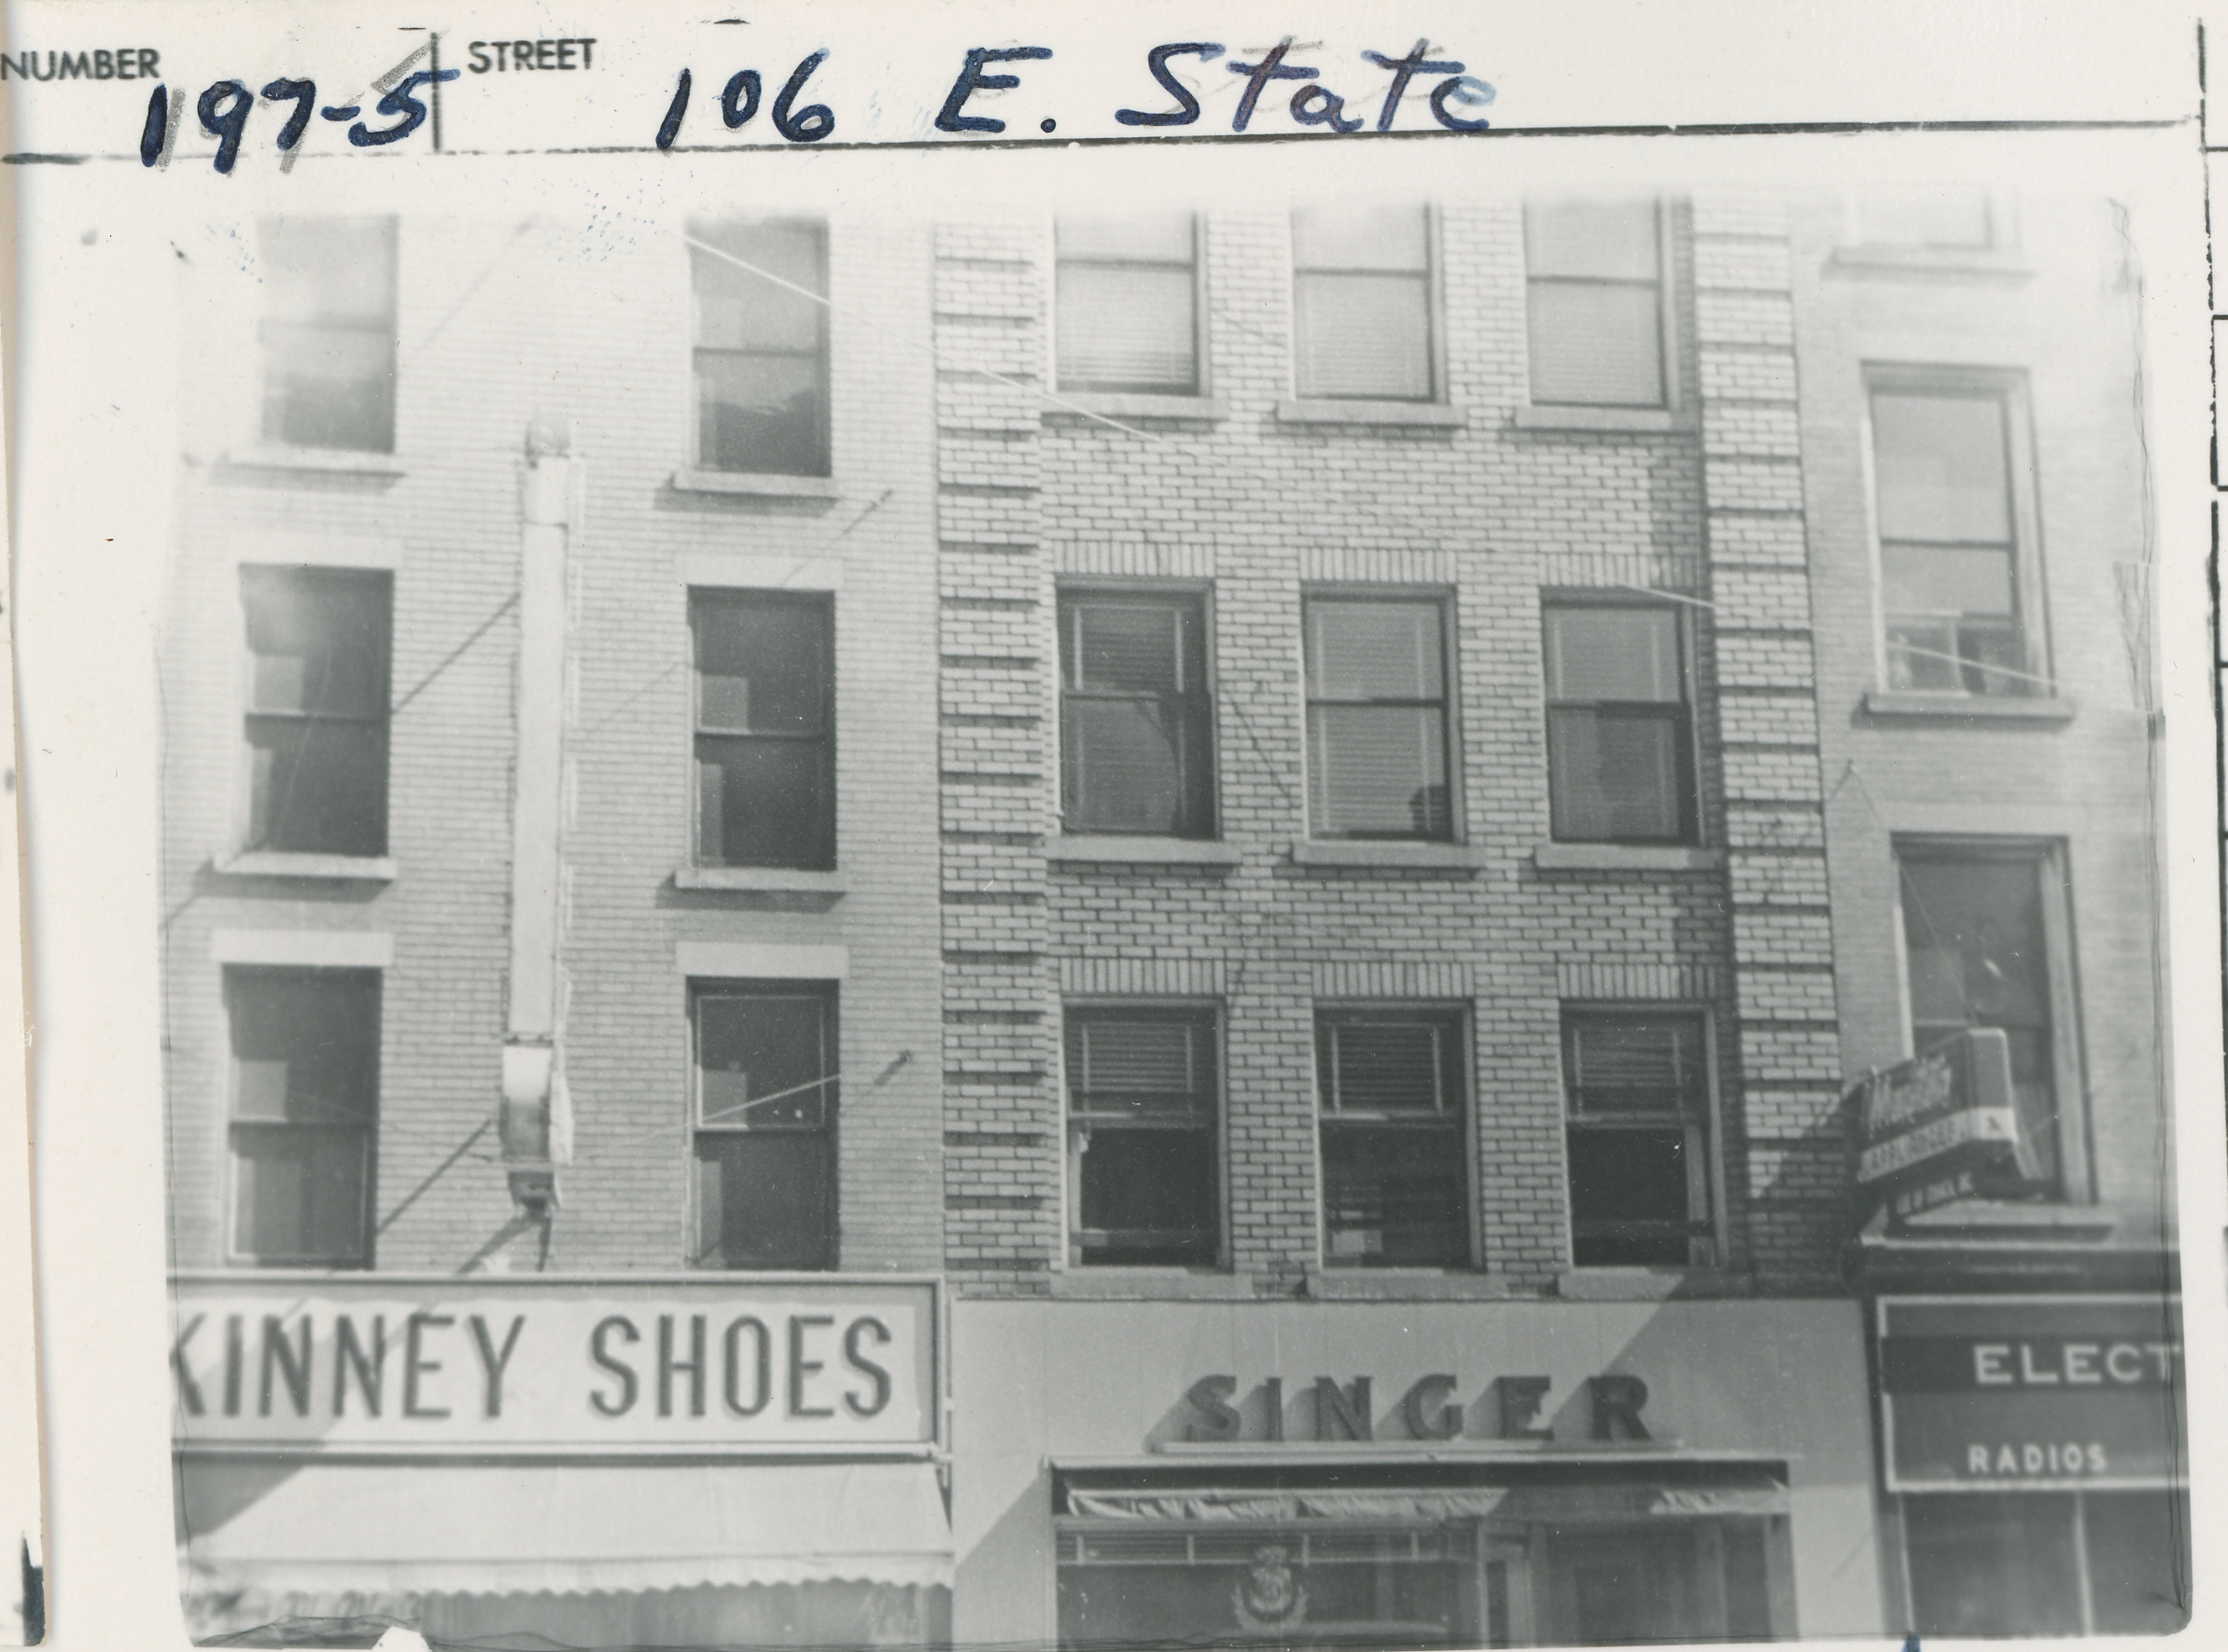 NUMBER
197-5
STREET
106 E. State
KINNEY SHOES
SINGER
ELECT
RADIOS